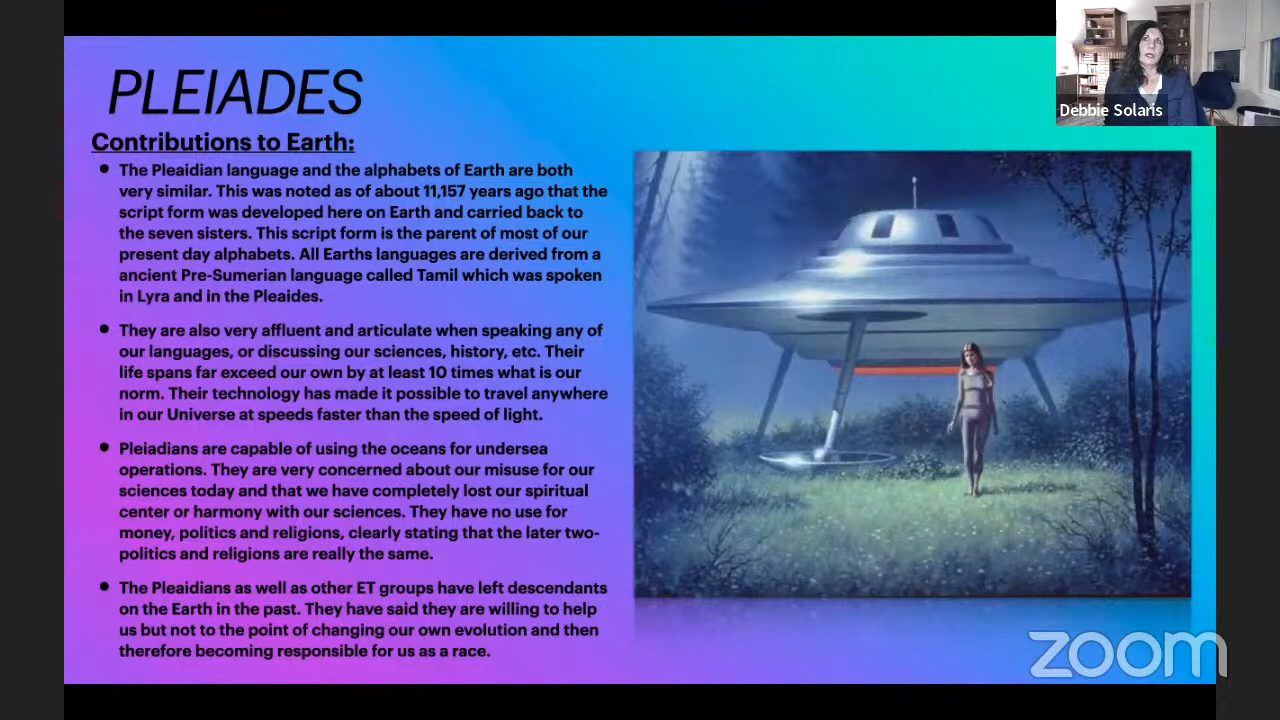 PLEIADES
Contributions to Earth:
• The Pleaidian language and the alphabets of Earth are both
very similar. This was noted as of about 11,157 years ago that the
script form was developed here on Earth and carried back to
the seven sisters. This script form is the parent of most of our
present day alphabets. All Earths languages are derived from a
ancient Pre-Sumerian language called Tamil which was spoken
in Lyra and in the Pleaides.
• They are also very affluent and articulate when speaking any of
our languages, or discussing our sciences, history, etc. Their
life spans far exceed our own by at least 10 times what is our
norm. Their technology has made it possible to travel anywhere
in our Universe at speeds faster than the speed of light.
• Pleiadians are capable of using the oceans for undersea
operations. They are very concerned about our misuse for our
sciences today and that we have completely lost our spiritual
center or harmony with our sciences. They have no use for
money, politics and religions, clearly stating that the later two-
politics and religions are really the same.
• The Pleaidians as well as other ET groups have left descendants
on the Earth in the past. They have said they are willing to help
us but not to the point of changing our own evolution and then
therefore becoming responsible for us as a race.
Debbie Solaris
zoom